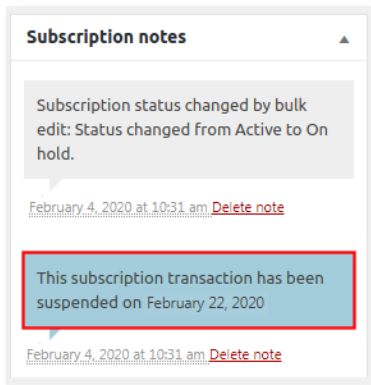 Subscription notes
Subscription status changed by bulk
edit: Status changed from Active to On
hold.
February 4, 2020 at 10:31 am Delete note
This subscription transaction has been
suspended on February 22, 2020
February 4, 2020 at 10:31 am Delete note